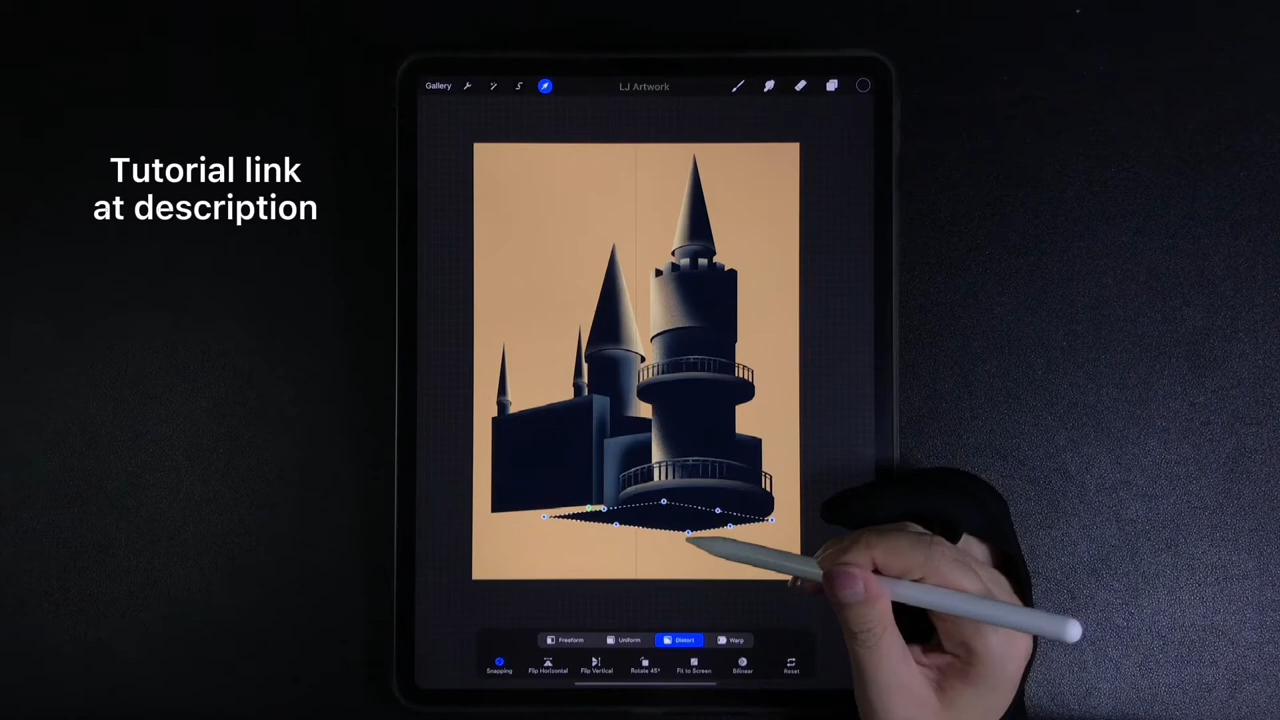 Gallery
LJ Artwork
Tutorial link
at description
Freeform
Uniform
Distort
Warp
Snapping
Flip Horizontal
Flip Vertical
Rotate 45°
Fit to Screen
Bilinear
Reset